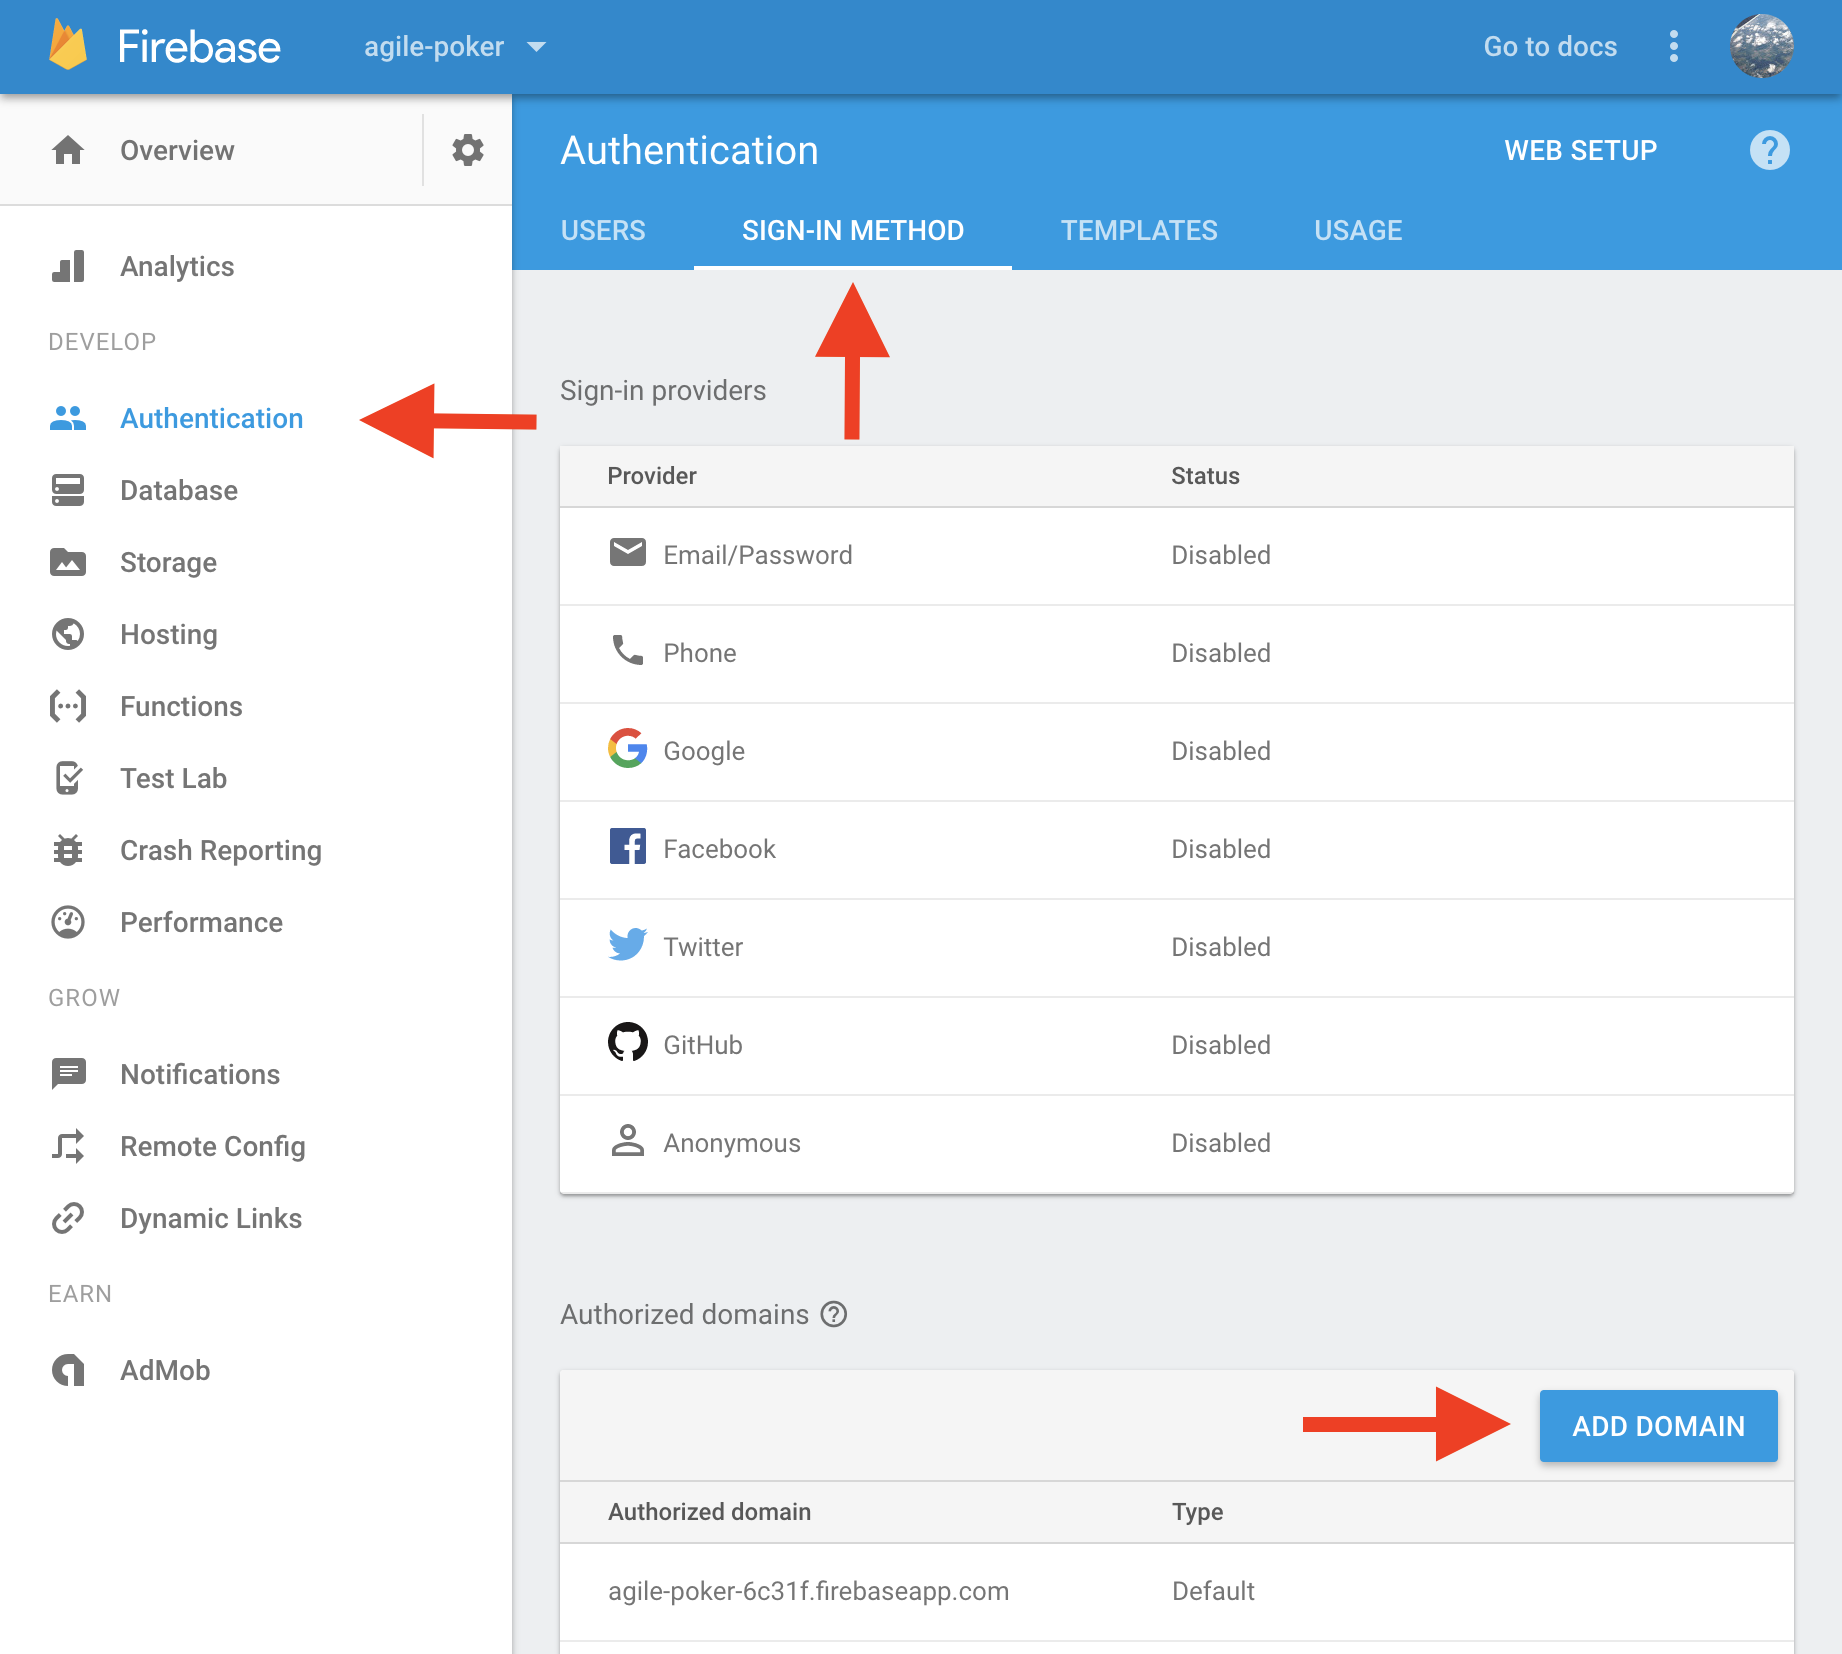 Firebase
agile-poker
Go to docs
Overview
Authentication
WEB SETUP
?
USERS
SIGN-IN METHOD
TEMPLATES
USAGE
Analytics
DEVELOP
Authentication
Database
Storage
Hosting
Functions
Test Lab
Crash Reporting
Performance
GROW
Notifications
Remote Config
Dynamic Links
EARN
AdMob
Sign-in providers
Provider Status
Email/Password Disabled
Phone Disabled
Google Disabled
Facebook Disabled
Twitter Disabled
GitHub Disabled
Anonymous Disabled
Authorized domains ?
ADD DOMAIN
Authorized domain Type
agile-poker-6c31f.firebaseapp.com Default